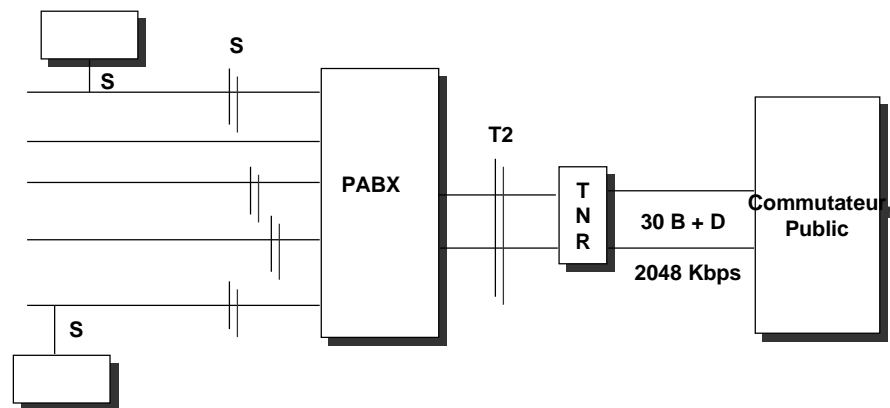 S
S
T2
PABX
T
N
R
30 B + D
2048 Kbps
Commutateur
Public
S